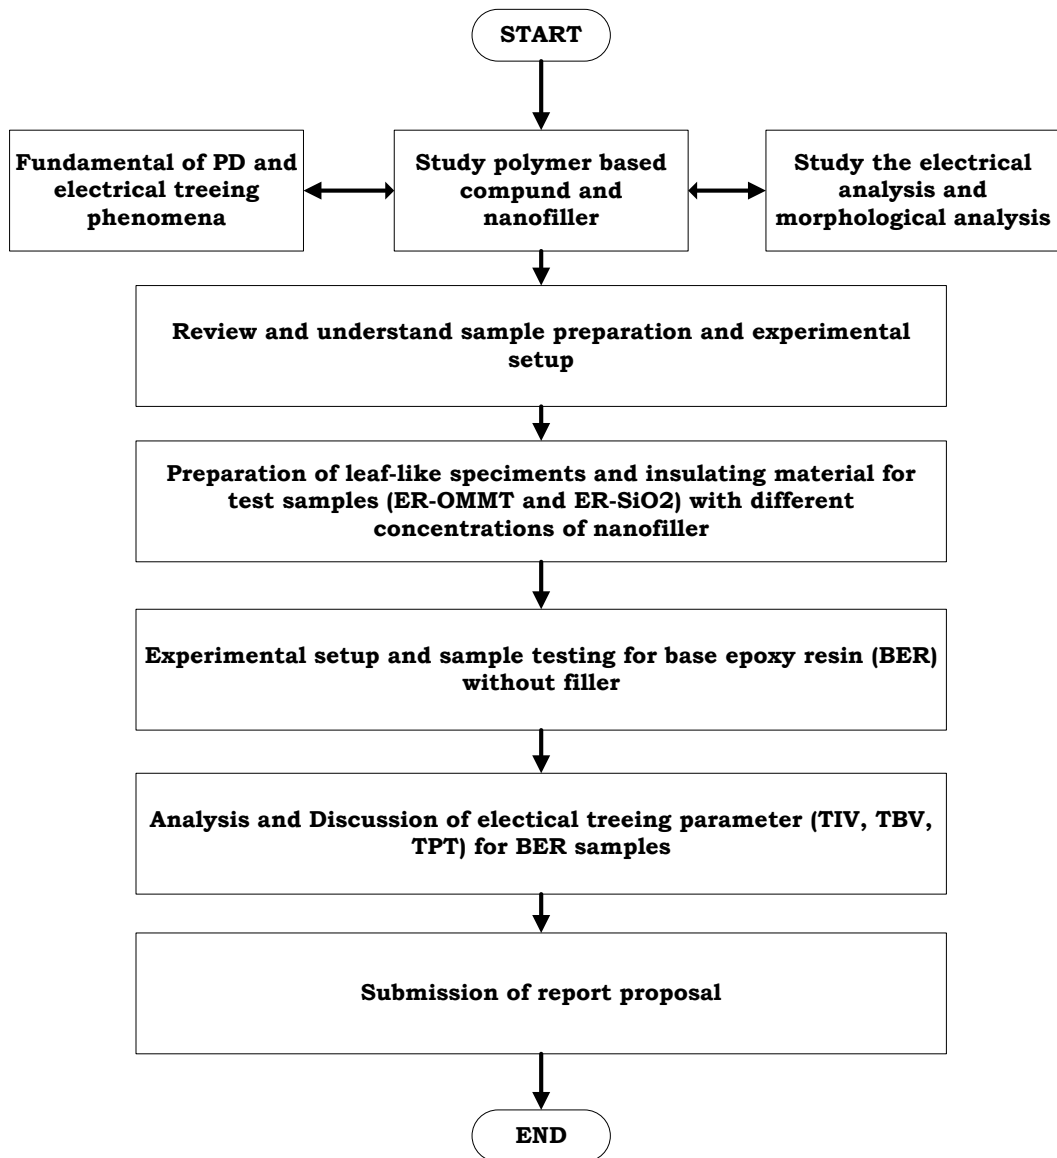 START
Fundamental of PD and
electrical treeing
phenomena
Study polymer based
compund and
nanofiller
Study the electrical
analysis and
morphological analysis
Review and understand sample preparation and experimental
setup
Preparation of leaf-like speciments and insulating material for
test samples (ER-OMMT and ER-SiO2) with different
concentrations of nanofiller
Experimental setup and sample testing for base epoxy resin (BER)
without filler
Analysis and Discussion of electical treeing parameter (TIV, TBV,
TPT) for BER samples
Submission of report proposal
END